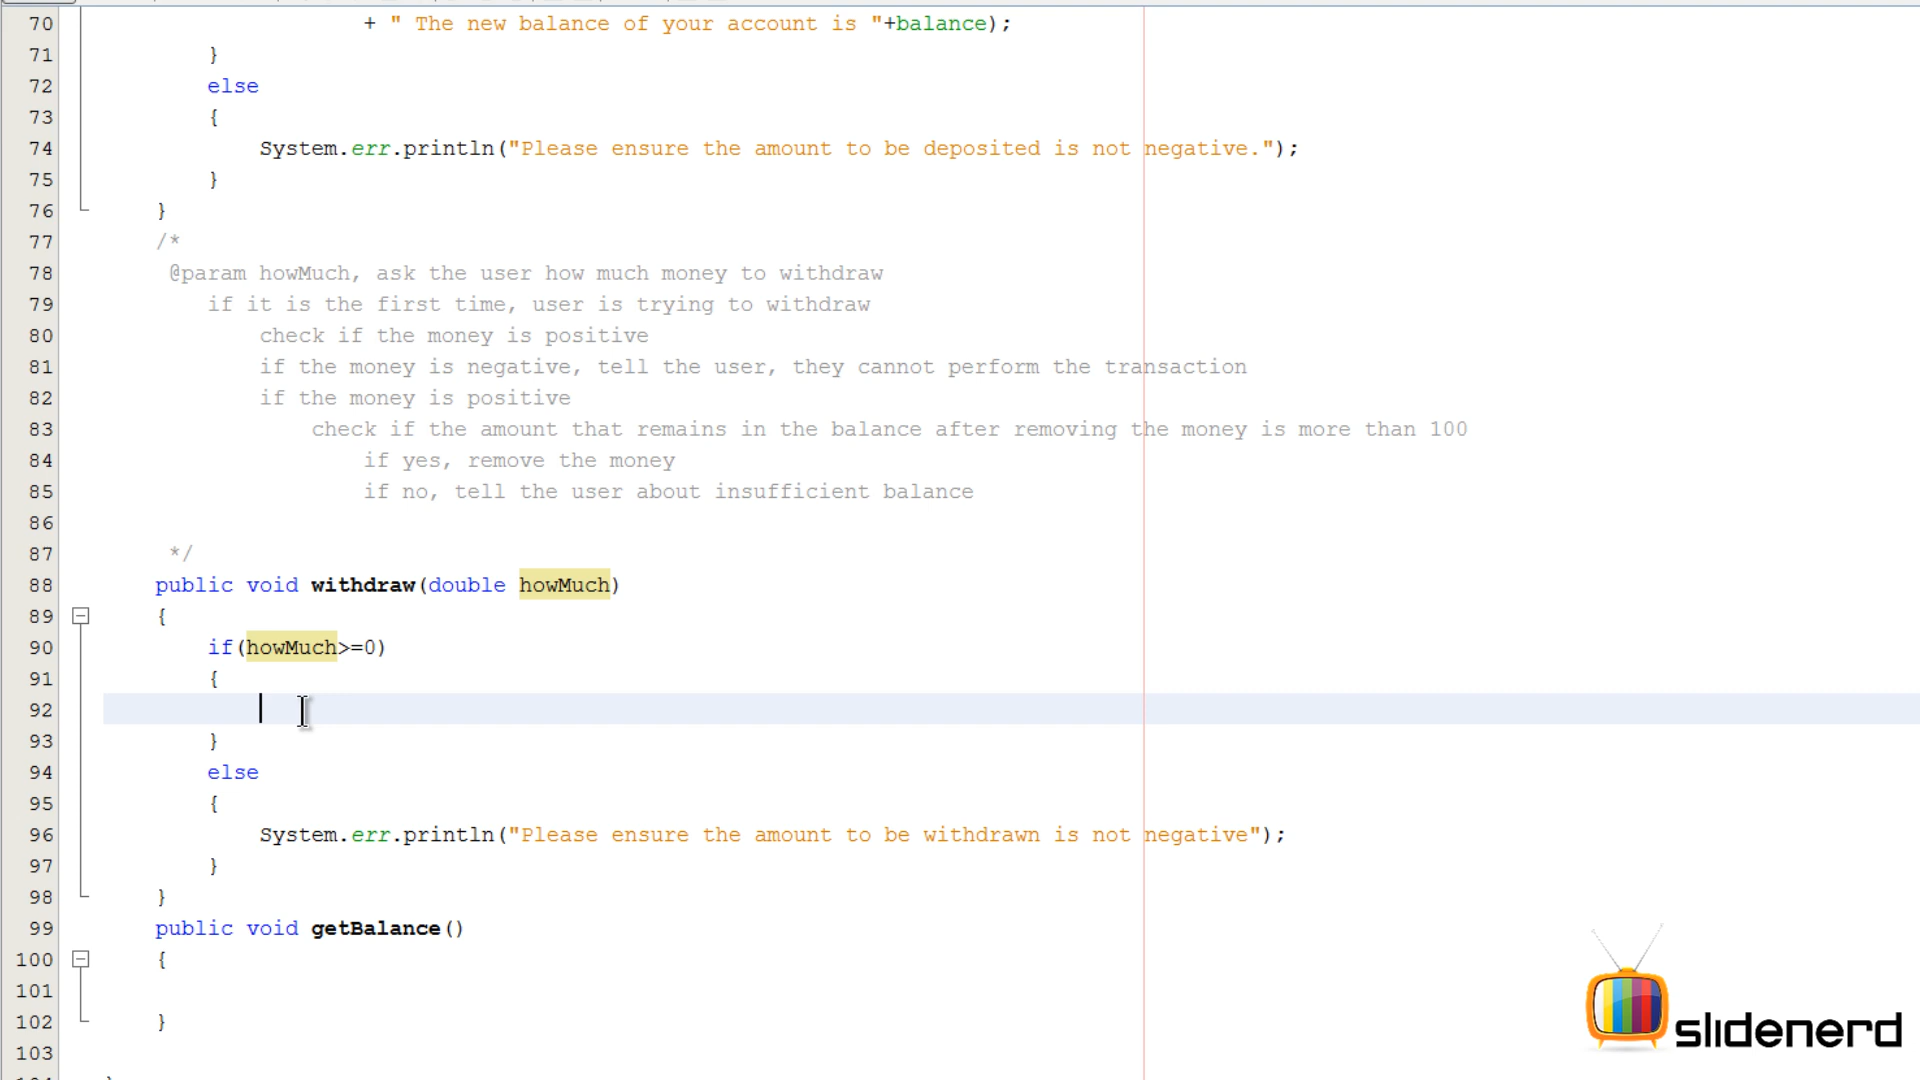 70 + " The new balance of your account is "+balance);
71 }
72 else
73 {
74 System.err.println("Please ensure the amount to be deposited is not negative.");
75 }
76 }
77 /*
78 @param howMuch, ask the user how much money to withdraw
79 if it is the first time, user is trying to withdraw
80 check if the money is positive
81 if the money is negative, tell the user, they cannot perform the transaction
82 if the money is positive
83 check if the amount that remains in the balance after removing the money is more than 100
84 if yes, remove the money
85 if no, tell the user about insufficient balance
86
87 */
88 public void withdraw(double howMuch)
89 {
90 if(howMuch>=0)
91 {
92
93 }
94 else
95 {
96 System.err.println("Please ensure the amount to be withdrawn is not negative");
97 }
98 }
99 public void getBalance()
100 {
101
102 }
103
slidenerd